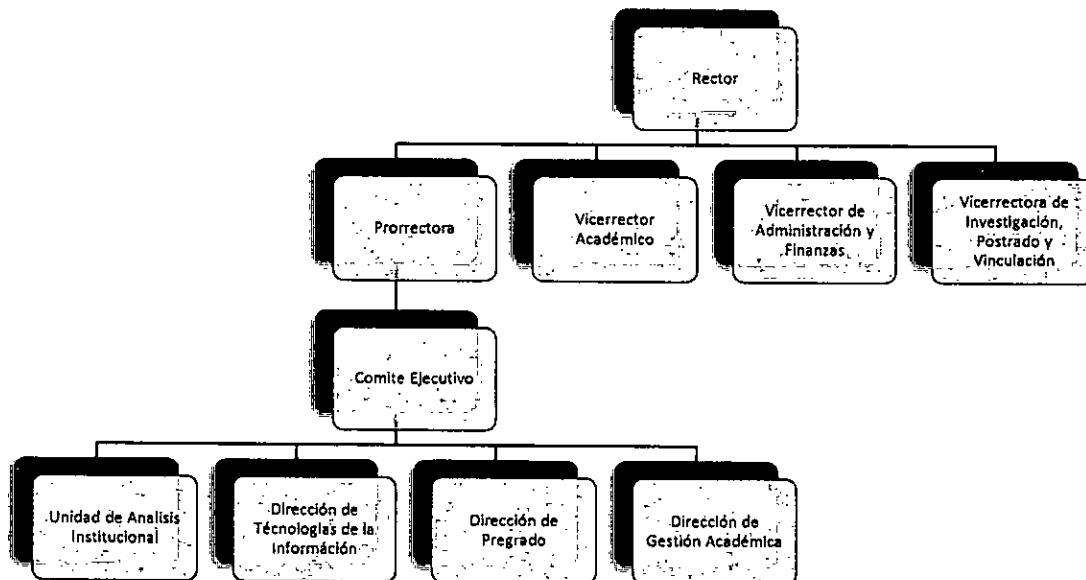 Rector
Prorrectora
Vicerrector
Académico
Vicerrector de
Administración y
Finanzas
Vicerrectora de
Investigación,
Postrado y
Vinculación
Comite Ejecutivo
Unidad de Analisis
Institucional
Dirección de
Técnologias de la
Información
Dirección de
Pregrado
Dirección de
Gestión Académica